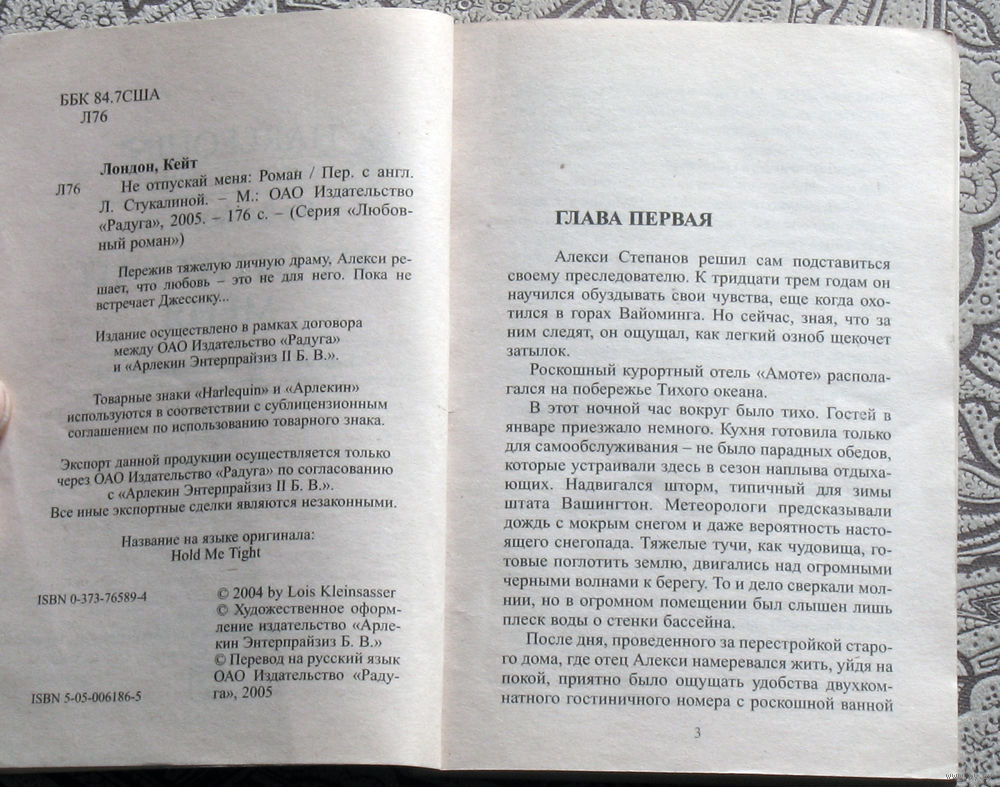 ББК 84.7США
Л76
Лондон, Кейт
Л76 Не отпускай меня: Роман / Пер. с англ.
Л. Стукалиной. – М.: ОАО Издательство
«Радуга», 2005. – 176 с. – (Серия «Любов-
ный роман»)
Пережив тяжелую личную драму, Алекси ре-
шает, что любовь – это не для него. Пока не
встречает Джессику...
Издание осуществлено в рамках договора
между ОАО Издательство «Радуга»
и «Арлекин Энтерпрайзиз II Б. В.».
Товарные знаки «Harlequin» и «Арлекин»
используются в соответствии с сублицензионным
соглашением по использованию товарного знака.
Экспорт данной продукции осуществляется только
через ОАО Издательство «Радуга» по согласованию
с «Арлекин Энтерпрайзиз II Б. В.».
Все иные экспортные сделки являются незаконными.
Название на языке оригинала:
Hold Me Tight
ISBN 0-373-76589-4
© 2004 by Lois Kleinsasser
© Художественное оформ-
ление издательство «Арле-
кин Энтерпрайзиз Б. В.»
© Перевод на русский язык
ОАО Издательство «Раду-
га», 2005
ISBN 5-05-006186-5
ГЛАВА ПЕРВАЯ
Алекси Степанов решил сам подставиться
своему преследователю. К тридцати трем годам он
научился обуздывать свои чувства, еще когда охо-
тился в горах Вайоминга. Но сейчас, зная, что за
ним следят, он ощущал, как легкий озноб щекочет
затылок.
Роскошный курортный отель «Амоте» распола-
гался на побережье Тихого океана.
В этот ночной час вокруг было тихо. Гостей в
январе приезжало немного. Кухня готовила только
для самообслуживания – не было парадных обедов,
которые устраивали здесь в сезон наплыва отдыха-
ющих. Надвигался шторм, типичный для зимы
штата Вашингтон. Метеорологи предсказывали
дождь с мокрым снегом и даже вероятность насто-
ящего снегопада. Тяжелые тучи, как чудовища, го-
товые поглотить землю, двигались над огромными
черными волнами к берегу. То и дело сверкали мол-
нии, но в огромном помещении был слышен лишь
плеск воды о стенки бассейна.
После дня, проведенного за перестройкой старо-
го дома, где отец Алекси намеревался жить, уйдя на
покой, приятно было ощущать удобства двухком-
натного гостиничного номера с роскошной ванной
3